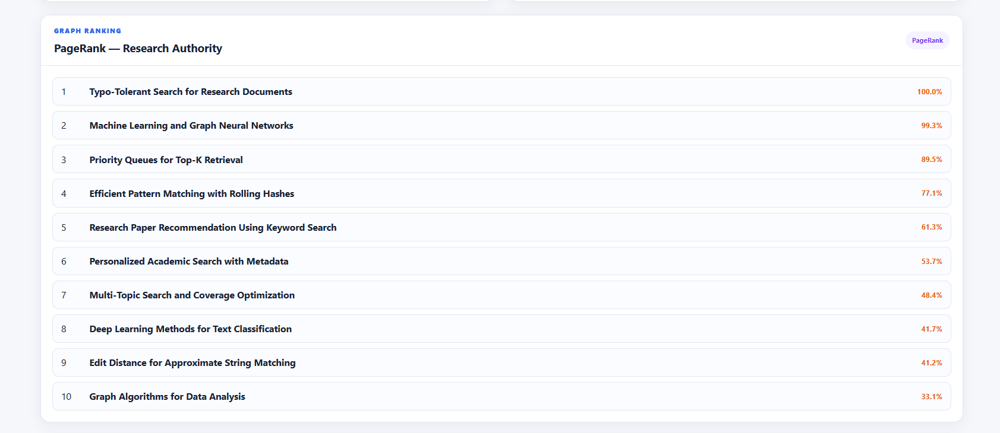 GRAPH RANKING
PageRank — Research Authority
PageRank
1 Typo-Tolerant Search for Research Documents 100.0%
2 Machine Learning and Graph Neural Networks 99.3%
3 Priority Queues for Top-K Retrieval 89.5%
4 Efficient Pattern Matching with Rolling Hashes 77.1%
5 Research Paper Recommendation Using Keyword Search 61.3%
6 Personalized Academic Search with Metadata 53.7%
7 Multi-Topic Search and Coverage Optimization 48.4%
8 Deep Learning Methods for Text Classification 41.7%
9 Edit Distance for Approximate String Matching 41.2%
10 Graph Algorithms for Data Analysis 33.1%